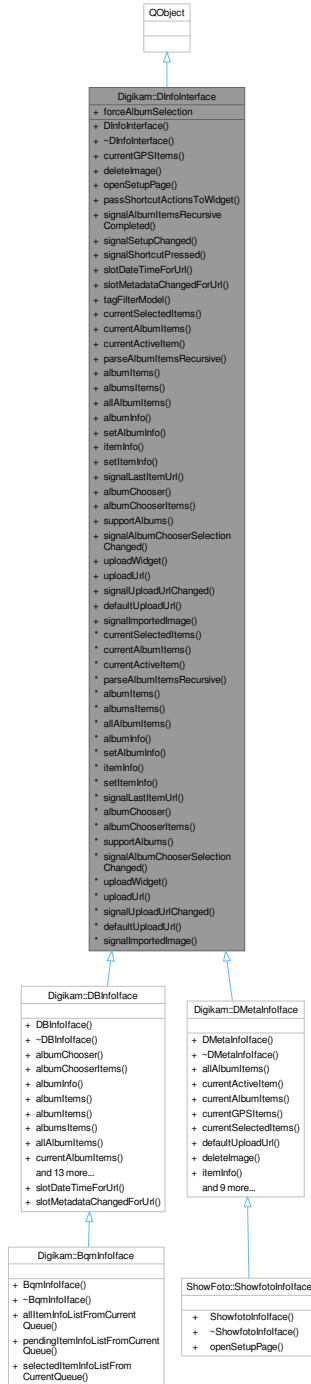 QObject
Digikam::DInfoInterface
+ forceAlbumSelection
+ DInfoInterface()
+ ~DInfoInterface()
+ currentGPSItems()
+ deleteImage()
+ openSetupPage()
+ passShortcutActionsToWidget()
+ signalAlbumItemsRecursive
Completed()
+ signalSetupChanged()
+ signalShortcutPressed()
+ slotDateTimeForUrl()
+ slotMetadataChangedForUrl()
+ tagFilterModel()
+ currentSelectedItems()
+ currentAlbumItems()
+ currentActiveItem()
+ parseAlbumItemsRecursive()
+ albumItems()
+ albumsItems()
+ allAlbumItems()
+ albumInfo()
+ setAlbumInfo()
+ itemInfo()
+ setItemInfo()
+ signalLastItemUrl()
+ albumChooser()
+ albumChooserItems()
+ supportAlbums()
+ signalAlbumChooserSelection
Changed()
+ uploadWidget()
+ uploadUrl()
+ signalUploadUrlChanged()
+ defaultUploadUrl()
+ signalImportedImage()
* currentSelectedItems()
* currentAlbumItems()
* currentActiveItem()
* parseAlbumItemsRecursive()
* albumItems()
* albumsItems()
* allAlbumItems()
* albumInfo()
* setAlbumInfo()
* itemInfo()
* setItemInfo()
* signalLastItemUrl()
* albumChooser()
* albumChooserItems()
* supportAlbums()
* signalAlbumChooserSelection
Changed()
* uploadWidget()
* uploadUrl()
* signalUploadUrlChanged()
* defaultUploadUrl()
* signalImportedImage()
Digikam::DBInfoIface
+ DBInfoIface()
+ ~DBInfoIface()
+ albumChooser()
+ albumChooserItems()
+ albumInfo()
+ albumItems()
+ albumItems()
+ albumsItems()
+ allAlbumItems()
+ currentAlbumItems()
and 13 more...
+ slotDateTimeForUrl()
+ slotMetadataChangedForUrl()
Digikam::DMetaInfoIface
+ DMetaInfoIface()
+ ~DMetaInfoIface()
+ allAlbumItems()
+ currentActiveItem()
+ currentAlbumItems()
+ currentGPSItems()
+ currentSelectedItems()
+ defaultUploadUrl()
+ deleteImage()
+ itemInfo()
and 9 more...
Digikam::BqmInfoIface
+ BqmInfoIface()
+ ~BqmInfoIface()
+ allItemInfoListFromCurrent
Queue()
+ pendingItemInfoListFromCurrent
Queue()
+ selectedItemInfoListFrom
CurrentQueue()
ShowFoto::ShowfotoInfoIface
+ ShowfotoInfoIface()
+ ~ShowfotoInfoIface()
+ openSetupPage()